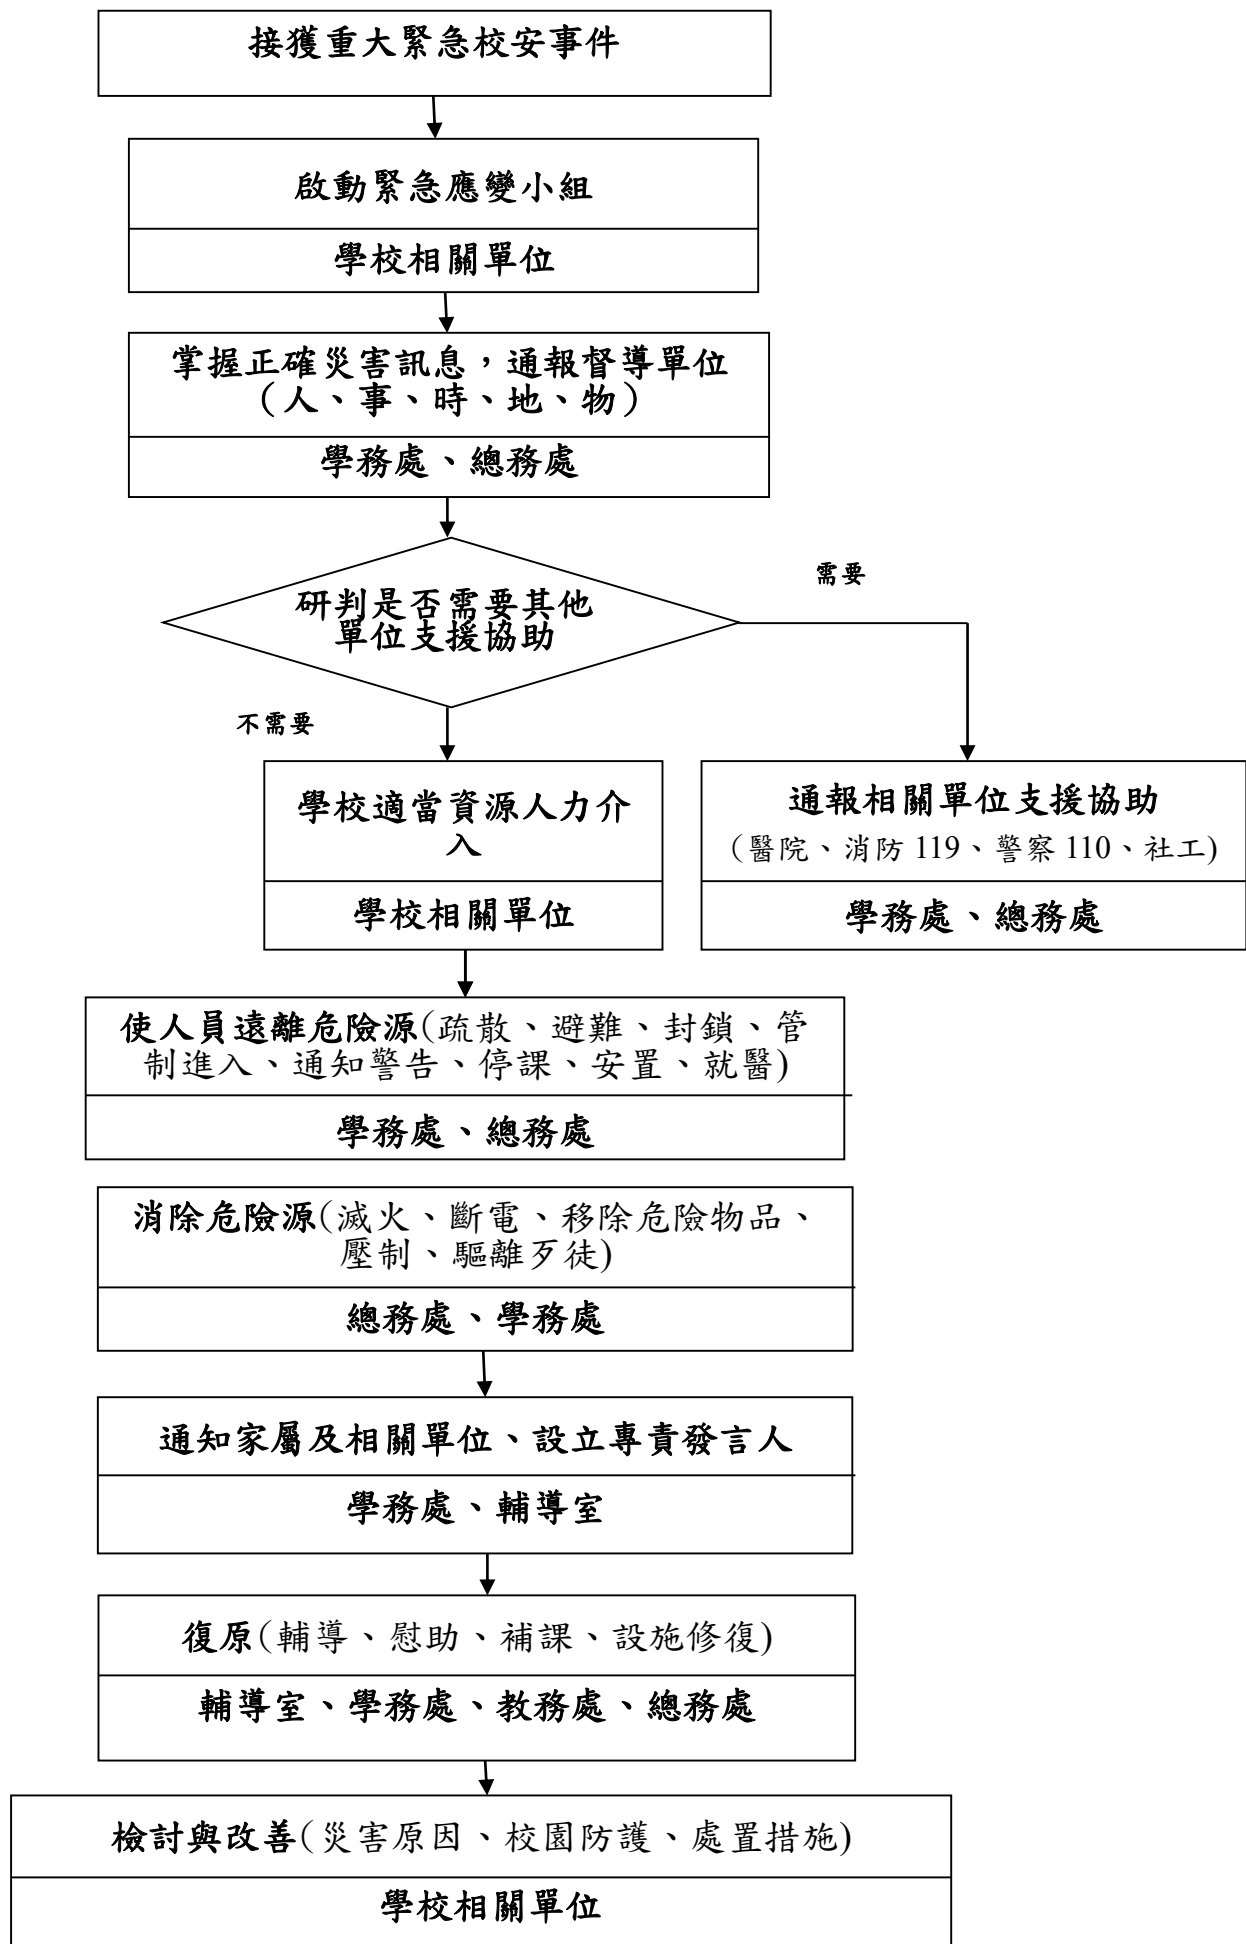 接獲重大緊急校安事件
啟動緊急應變小組
學校相關單位
掌握正確災害訊息，通報督導單位
（人、事、時、地、物）
學務處、總務處
需要
研判是否需要其他
單位支援協助
不需要
學校適當資源人力介
入
學校相關單位
通報相關單位支援協助
（醫院、消防 119、警察 110、社工)
學務處、總務處
使人員遠離危險源(疏散、避難、封鎖、管
制進入、通知警告、停課、安置、就醫)
學務處、總務處
消除危險源(滅火、斷電、移除危險物品、
壓制、驅離歹徒)
總務處、學務處
通知家屬及相關單位、設立專責發言人
學務處、輔導室
復原(輔導、慰助、補課、設施修復)
輔導室、學務處、教務處、總務處
檢討與改善(災害原因、校園防護、處置措施)
學校相關單位